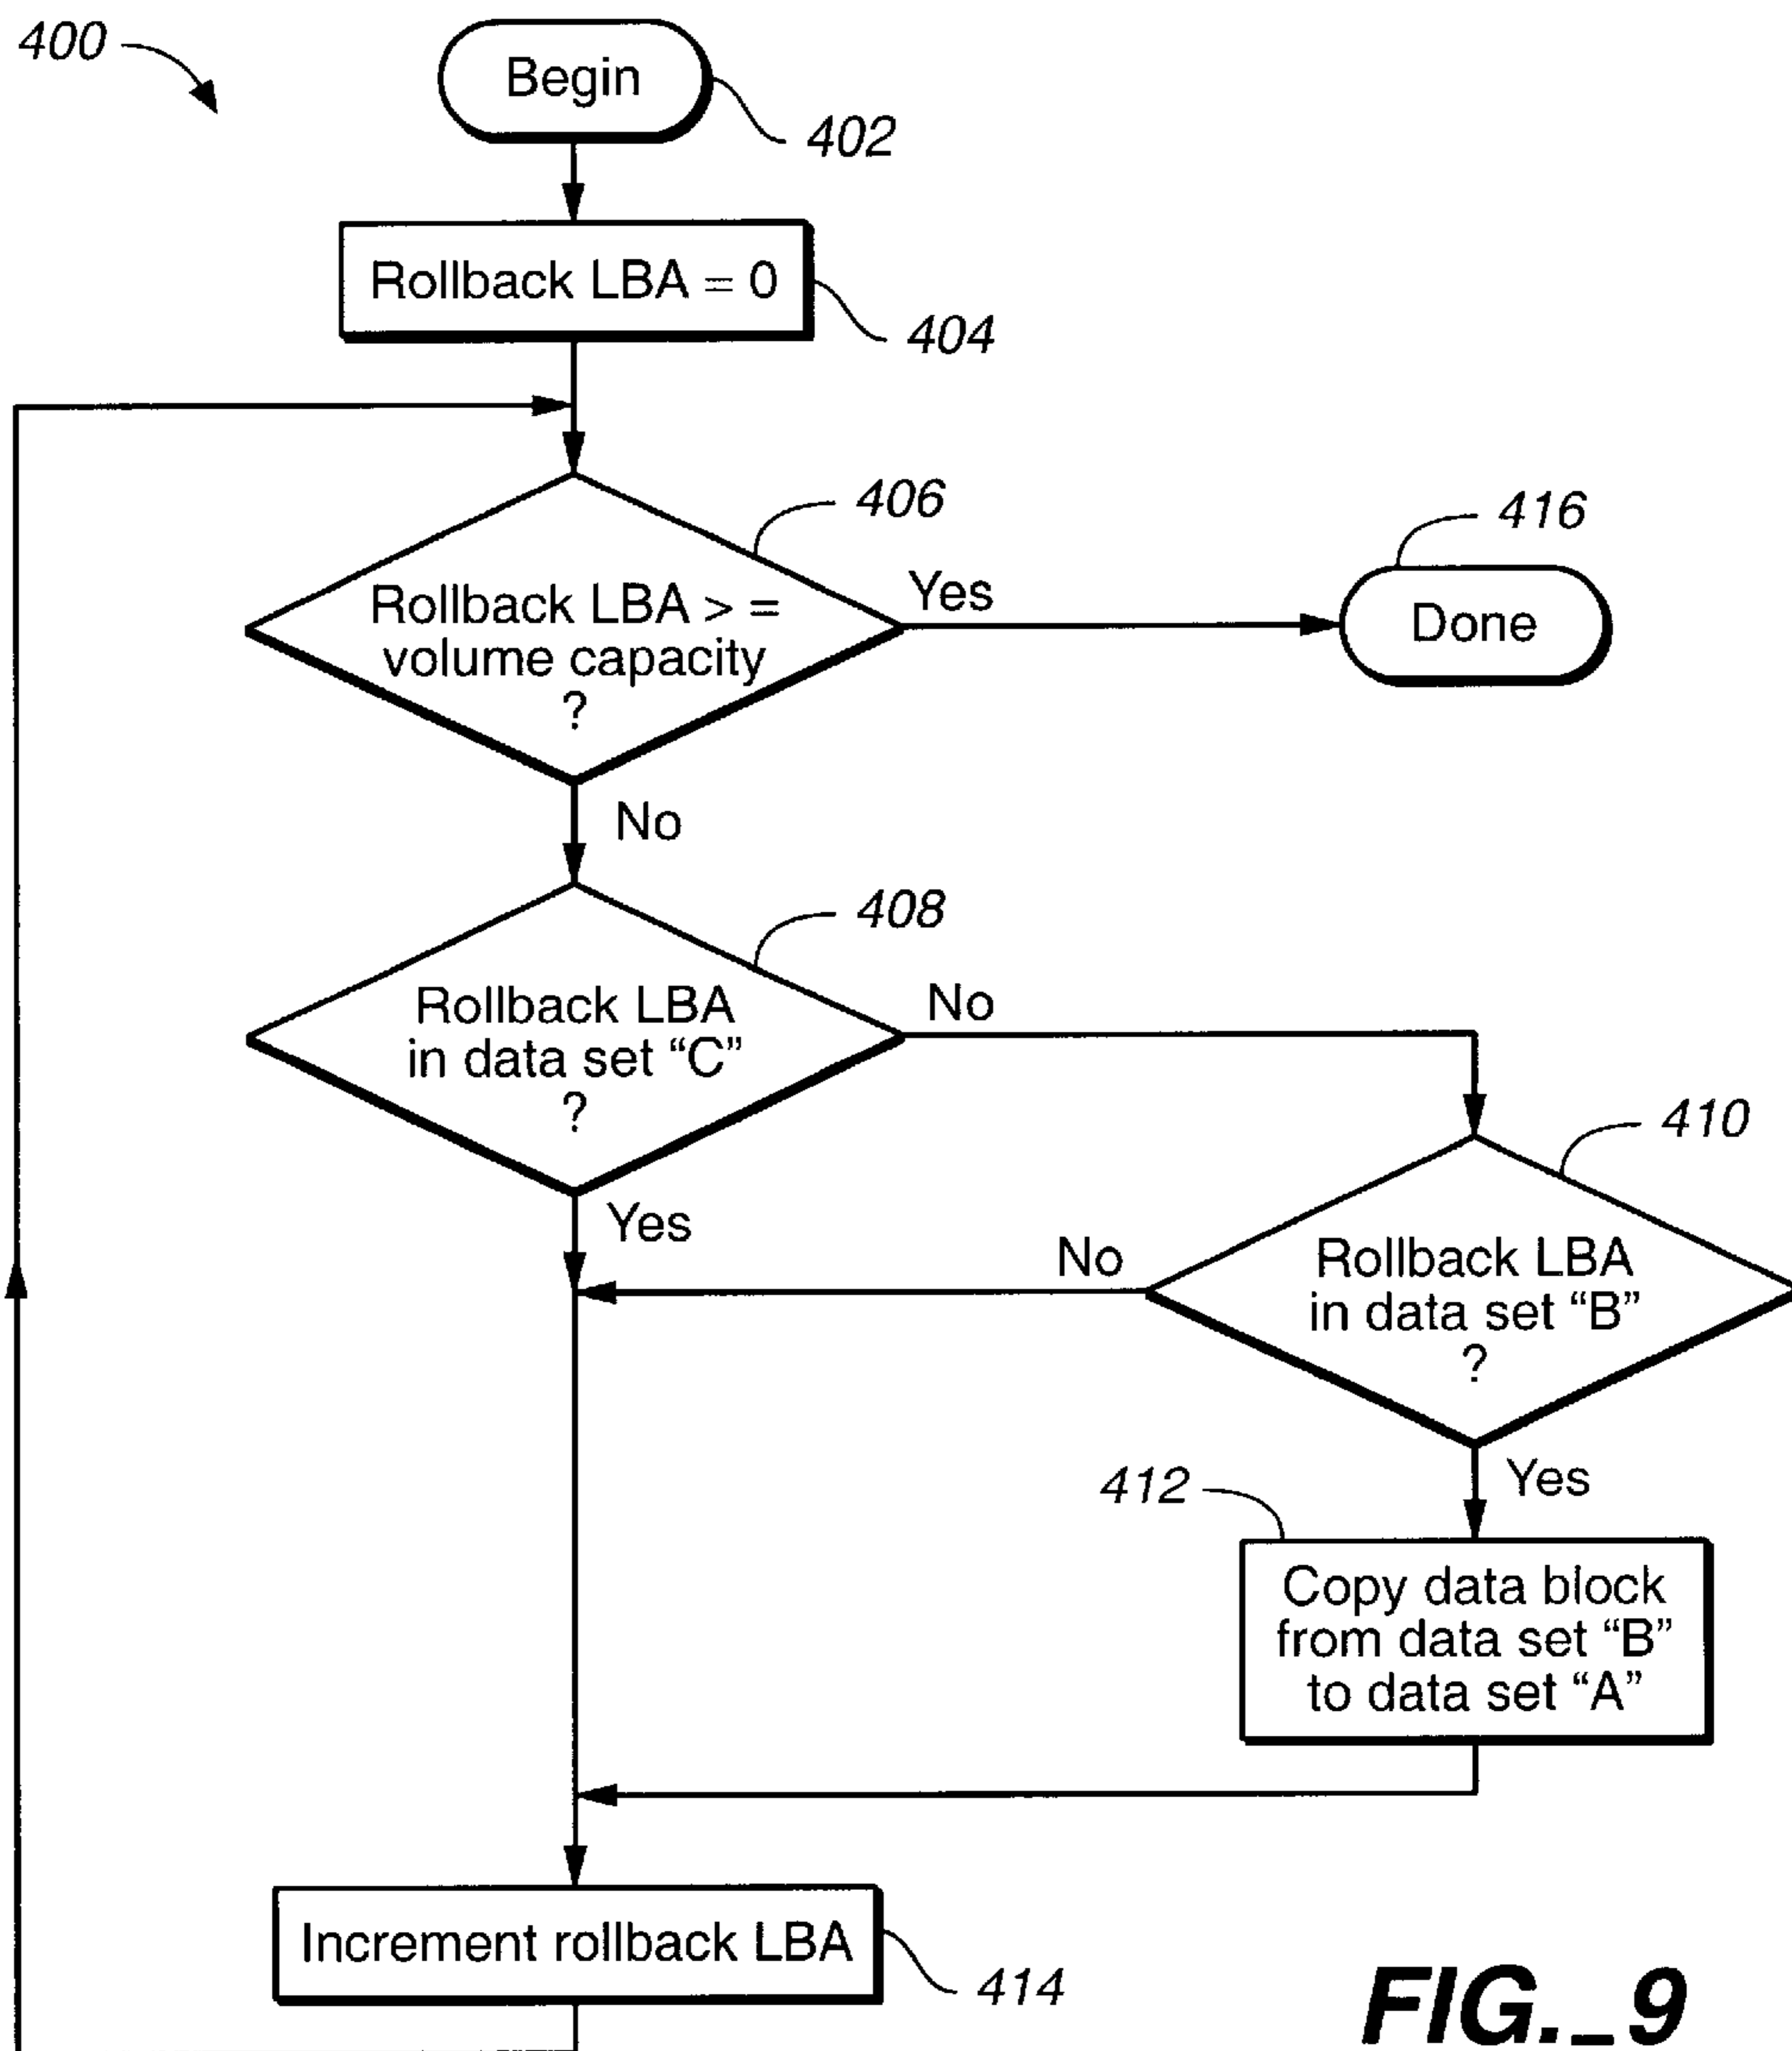 400
Begin
402
Rollback LBA = 0
404
406
Rollback LBA > =
volume capacity
?
Yes
416
Done
No
408
Rollback LBA
in data set “C”
?
No
410
Yes
No
Rollback LBA
in data set “B”
?
412
Yes
Copy data block
from data set “B”
to data set “A”
Increment rollback LBA
414
FIG._9